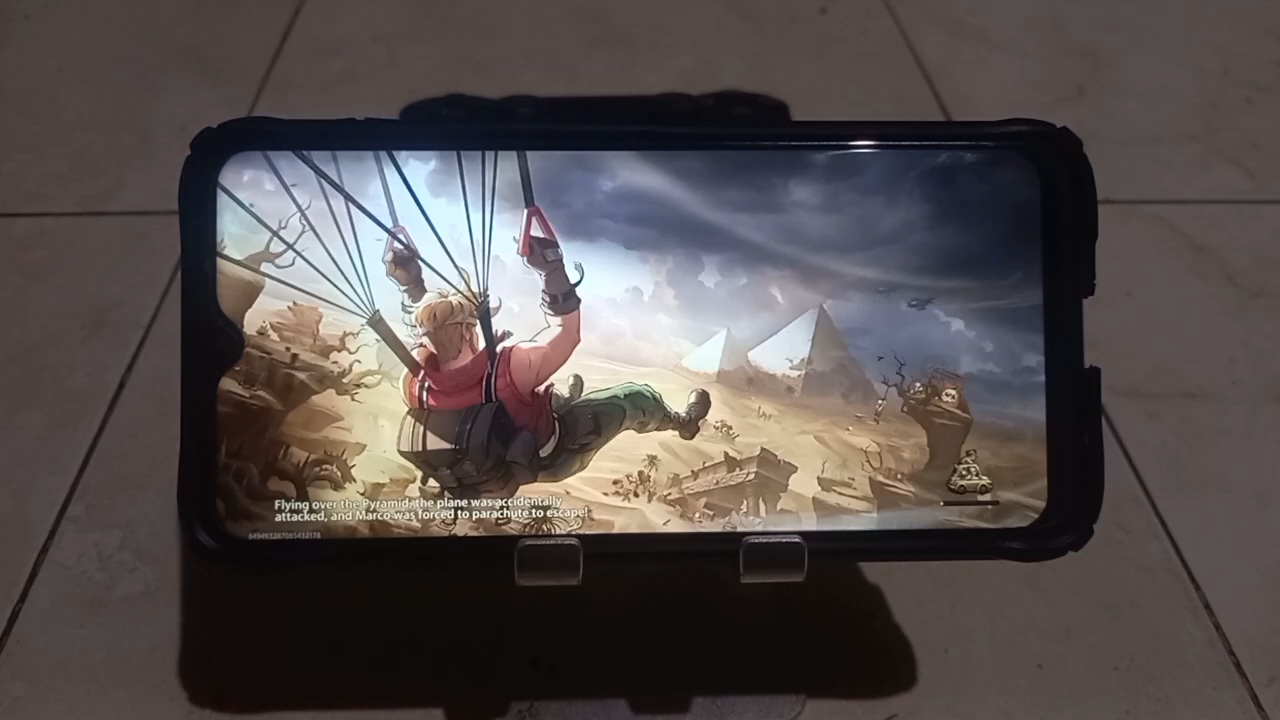 Flying over the Pyramid, the plane was accidentally
attacked, and Marco was forced to parachute to escape!